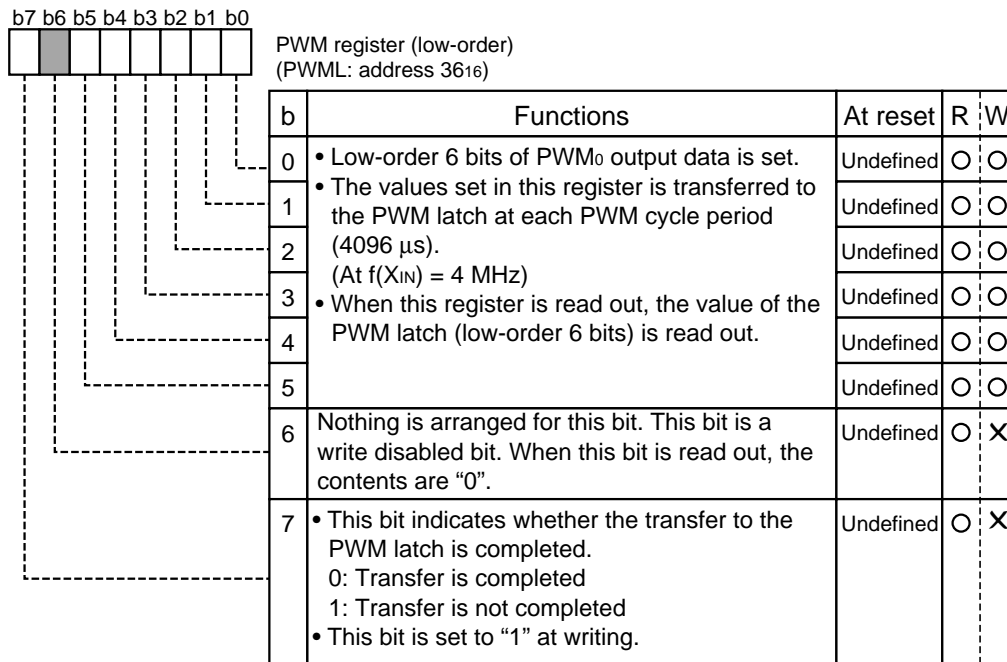 b7 b6 b5 b4 b3 b2 b1 b0
PWM register (low-order)
(PWML: address 36₁₆)
b Functions At reset R W
0 • Low-order 6 bits of PWM₀ output data is set. Undefined O O
• The values set in this register is transferred to
1 the PWM latch at each PWM cycle period Undefined O O
2 (4096 µs). Undefined O O
(At f(XIN) = 4 MHz)
3 • When this register is read out, the value of the Undefined O O
4 PWM latch (low-order 6 bits) is read out. Undefined O O
5 Undefined O O
6 Nothing is arranged for this bit. This bit is a Undefined O X
write disabled bit. When this bit is read out, the
contents are “0”.
7 • This bit indicates whether the transfer to the Undefined O X
PWM latch is completed.
0: Transfer is completed
1: Transfer is not completed
• This bit is set to “1” at writing.